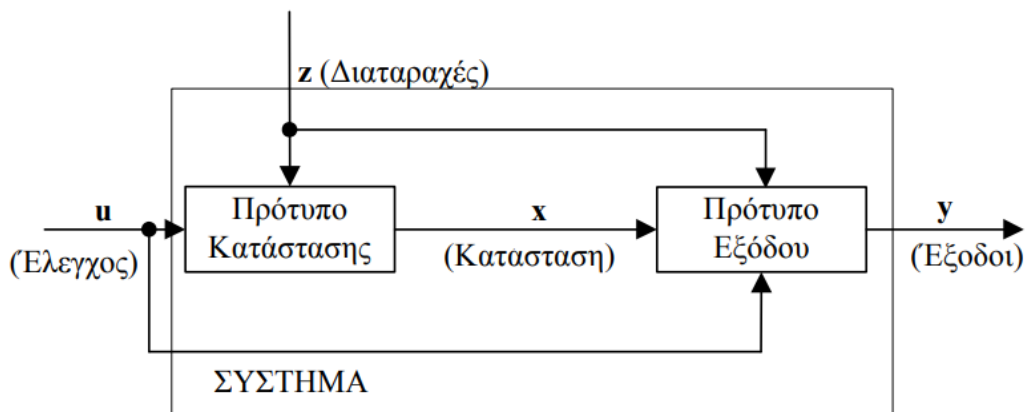 z (Διαταραχές)
u
(Έλεγχος)
Πρότυπο
Κατάστασης
x
(Κατασταση)
Πρότυπο
Εξόδου
y
(Έξοδοι)
ΣΥΣΤΗΜΑ